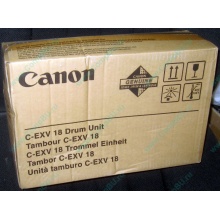 Canon
GENUINE
C-EXV 18 Drum Unit
Tambour C-EXV 18
C-EXV 18 Trommel Einheit
Tambor C-EXV 18
Unità tamburo C-EXV 18